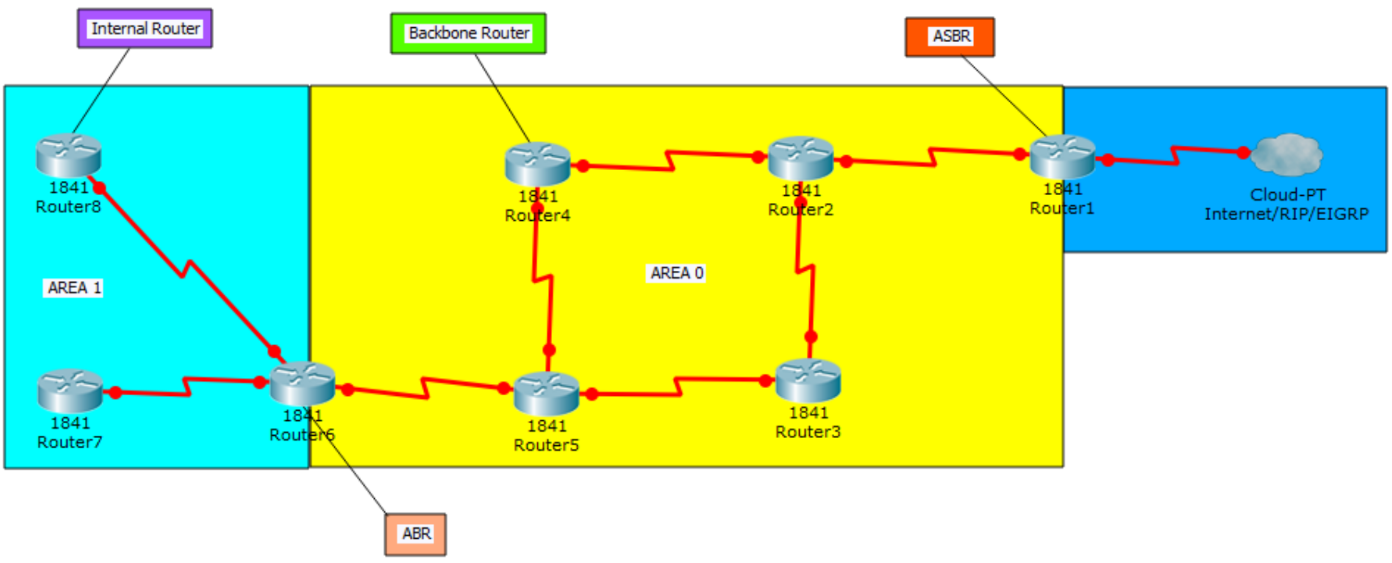 Internal Router
Backbone Router
ASBR
1841
Router8
1841
Router4
1841
Router2
1841
Router1
Cloud-PT
Internet/RIP/EIGRP
AREA 1
AREA 0
1841
Router7
1841
Router6
1841
Router5
1841
Router3
ABR